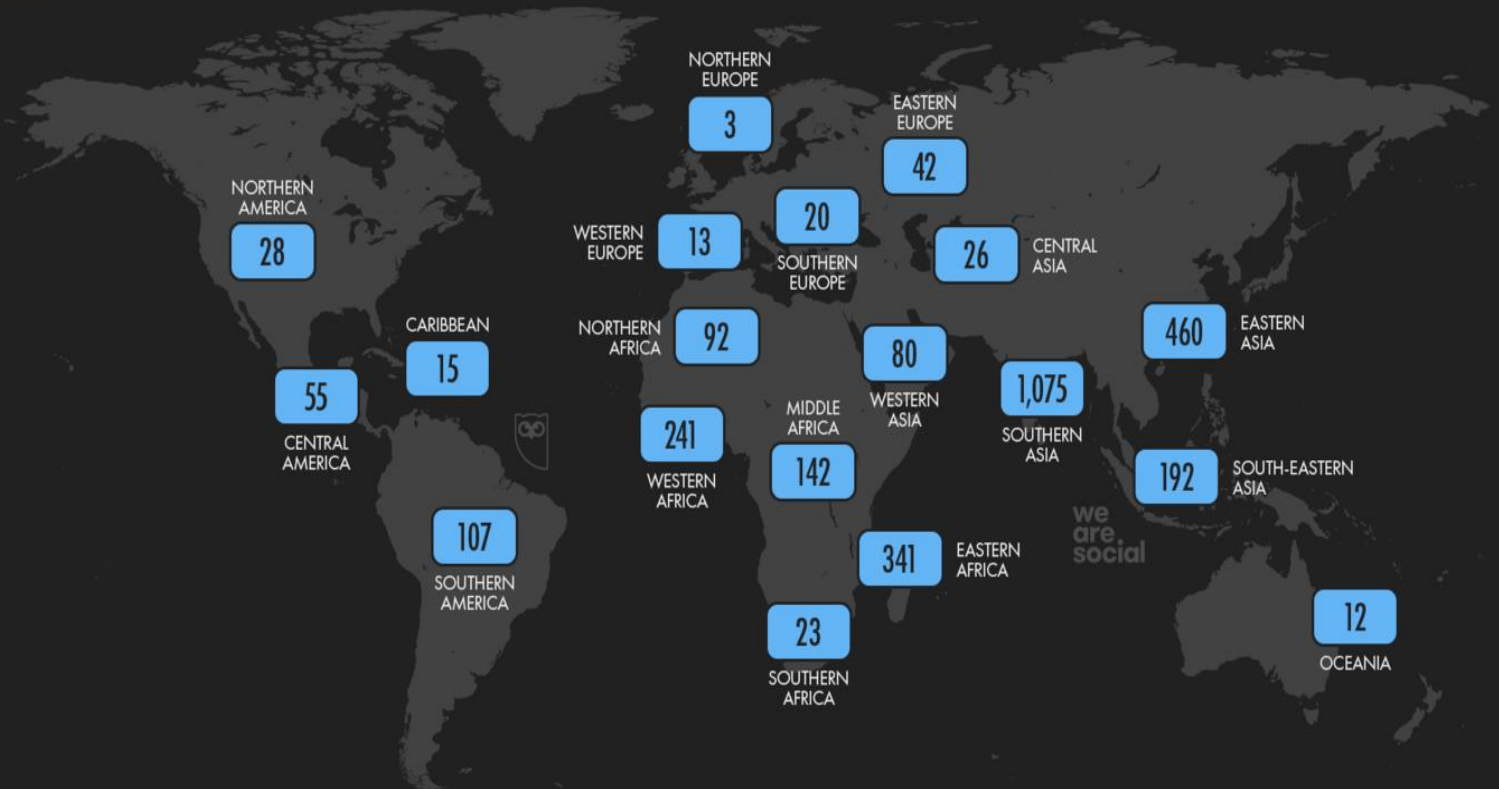 NORTHERN
EUROPE
3
EASTERN
EUROPE
42
NORTHERN
AMERICA
28
20
SOUTHERN
EUROPE
WESTERN
EUROPE
13
26
CENTRAL
ASIA
CARIBBEAN
15
NORTHERN
AFRICA
92
80
WESTERN
ASIA
460
EASTERN
ASIA
55
CENTRAL
AMERICA
1,075
SOUTHERN
ASIA
241
WESTERN
AFRICA
MIDDLE
AFRICA
142
192
SOUTH-EASTERN
ASIA
we
are
social
107
SOUTHERN
AMERICA
341
EASTERN
AFRICA
23
SOUTHERN
AFRICA
12
OCEANIA